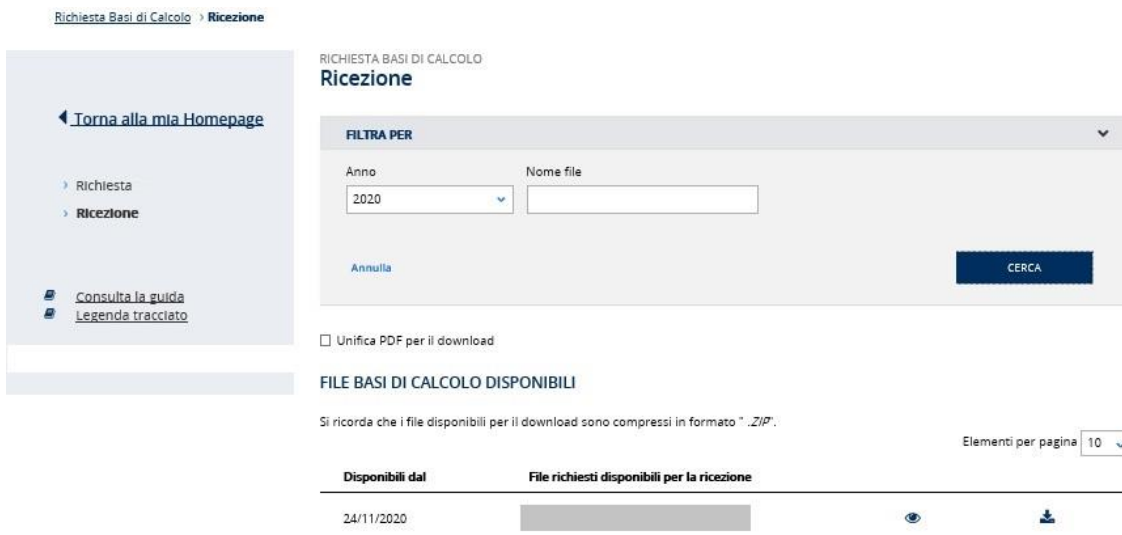 Richiesta Basi di Calcolo > Ricezione
Torna alla mia Homepage
Richiesta
Ricezione
Consulta la guida
Legenda tracciato
RICHIESTA BASI DI CALCOLO
Ricezione
FILTRA PER
Anno Nome file
2020
Annulla CERCA
Unifica PDF per il download
FILE BASI DI CALCOLO DISPONIBILI
Si ricorda che i file disponibili per il download sono compressi in formato " .ZIP".
Elementi per pagina 10
Disponibili dal File richiesti disponibili per la ricezione
24/11/2020